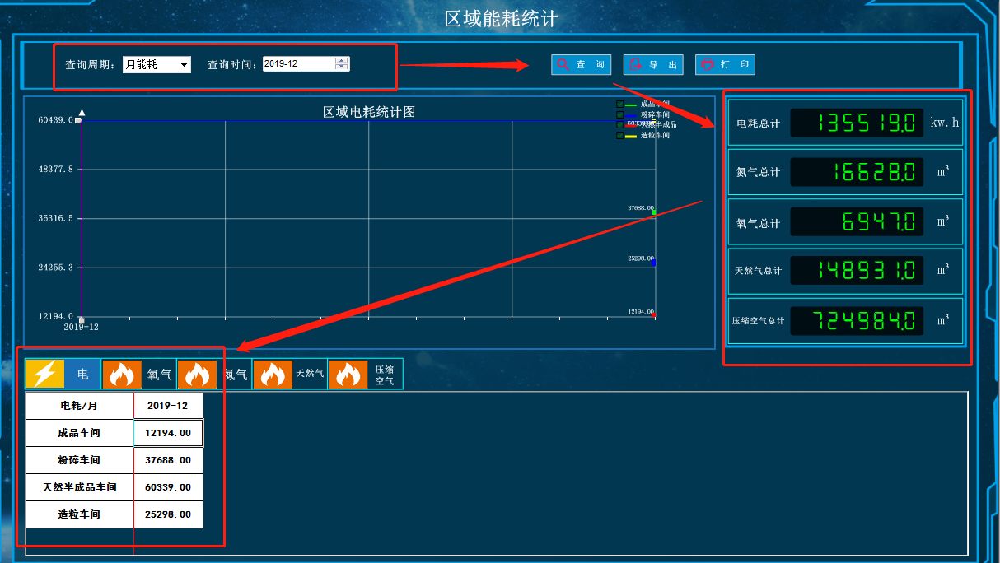 区域能耗统计
查询周期: 月能耗 查询时间: 2019-12 查 询 导 出 打 印
区域电耗统计图
成品车间
粉碎车间
天然半成品
造粒车间
60439.0
48377.8
36316.5
24255.3
12194.0
2019-12
37688.00
25298.00
12194.00
电耗总计 135519.0 kw.h
氮气总计 16628.0 m³
氧气总计 6947.0 m³
天然气总计 148931.0 m³
压缩空气总计 724984.0 m³
电 氧气 氮气 天然气 压缩
空气
电耗/月 2019-12
成品车间 12194.00
粉碎车间 37688.00
天然半成品车间 60339.00
造粒车间 25298.00